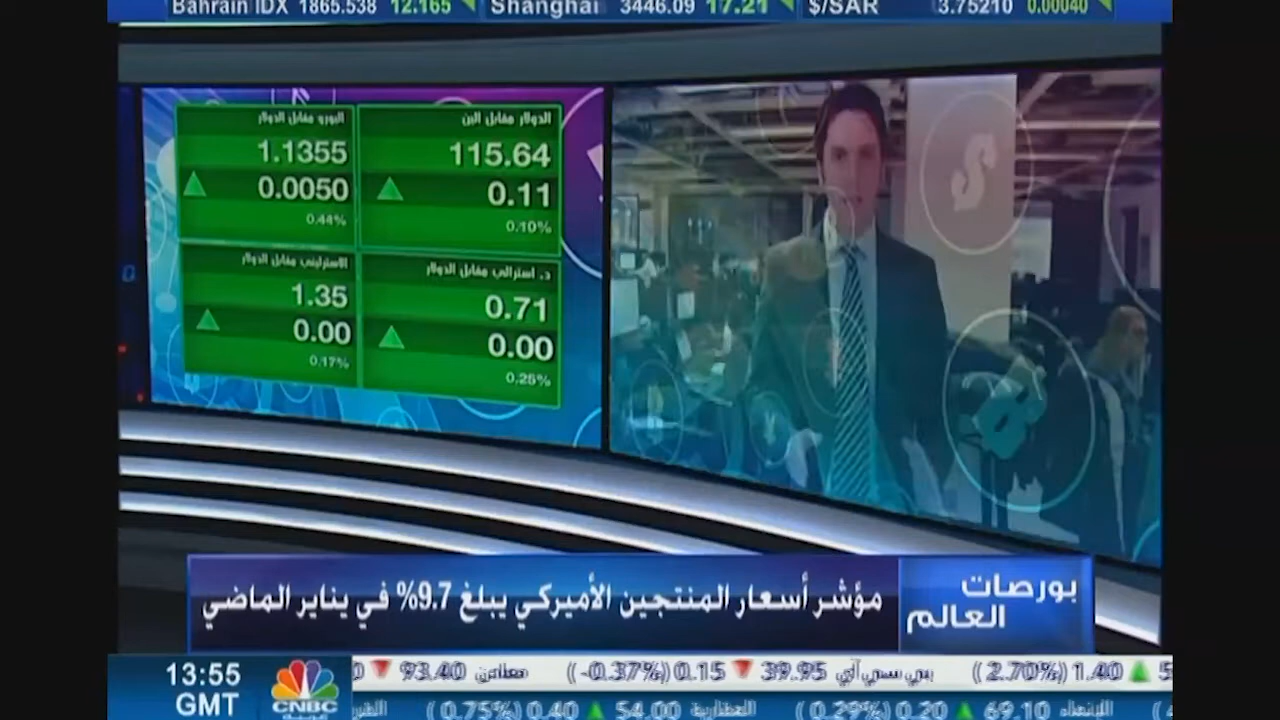 Bahrain IDX 1865.538 12.165 Shanghai 3446.09 17.21 $/SAR 3.75210 0.00040
اليورو مقابل الدولار
1.1355
0.0050
0.44%
الدولار مقابل الين
115.64
0.11
0.10%
الاسترليني مقابل الدولار
1.35
0.00
0.17%
د. استرالي مقابل الدولار
0.71
0.00
0.28%
بورصات
العالم
مؤشر أسعار المنتجين الأميركي يبلغ 9.7% في يناير الماضي
13:55
GMT
CNBC
عربية
(2.70%) 1.40 بي سي آي 39.95 0.15 (-0.37%) معادن 93.40
69.10 0.20 (0.29%) العقارية 54.00 0.40 (0.75%)